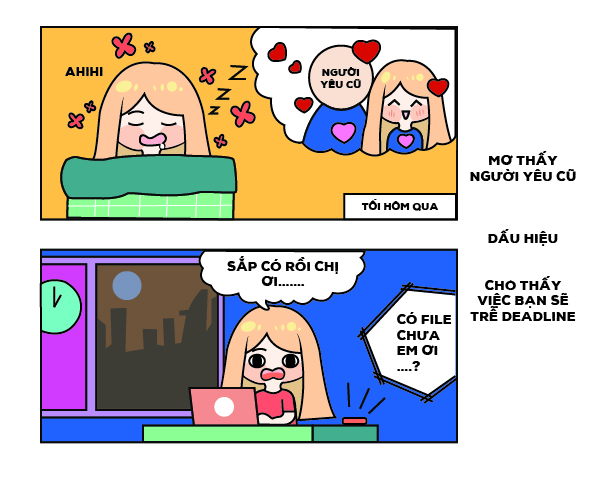 AHIHI
Z
Z
Z
NGƯỜI
YÊU CŨ
TỐI HÔM QUA
MƠ THẤY
NGƯỜI YÊU CŨ
DẤU HIỆU
CHO THẤY
VIỆC BẠN SẼ
TRỄ DEADLINE
SẮP CÓ RỒI CHỊ
ƠI.......
CÓ FILE
CHƯA
EM ƠI
....?